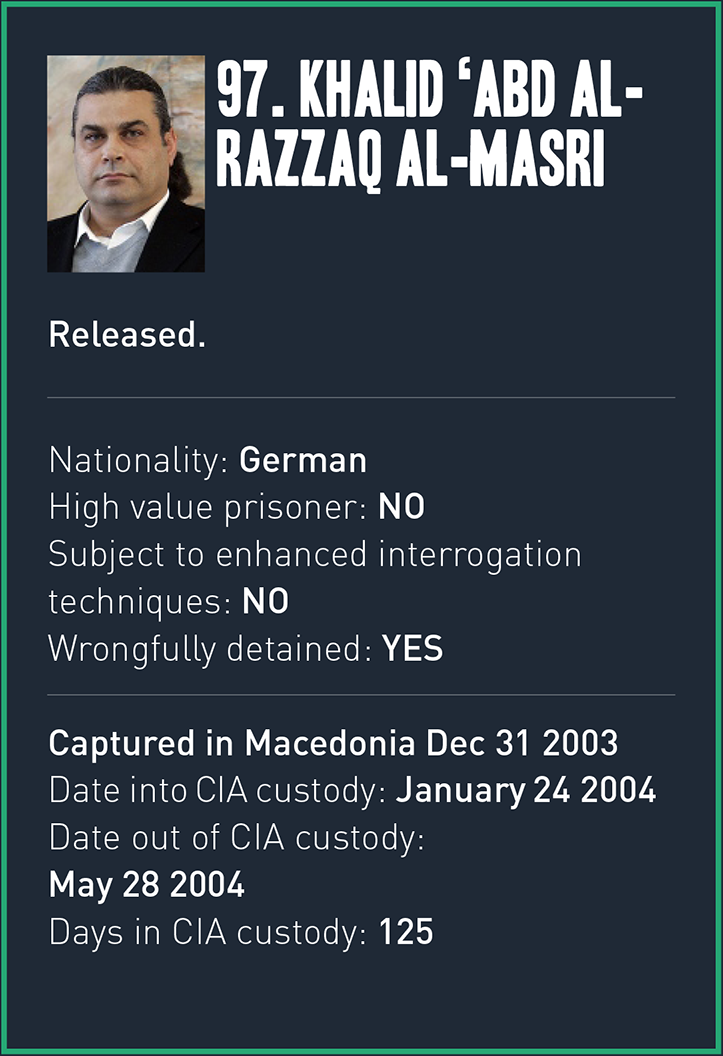 97. KHALID ‘ABD AL-
RAZZAQ AL-MASRI
Released.
Nationality: German
High value prisoner: NO
Subject to enhanced interrogation
techniques: NO
Wrongfully detained: YES
Captured in Macedonia Dec 31 2003
Date into CIA custody: January 24 2004
Date out of CIA custody:
May 28 2004
Days in CIA custody: 125